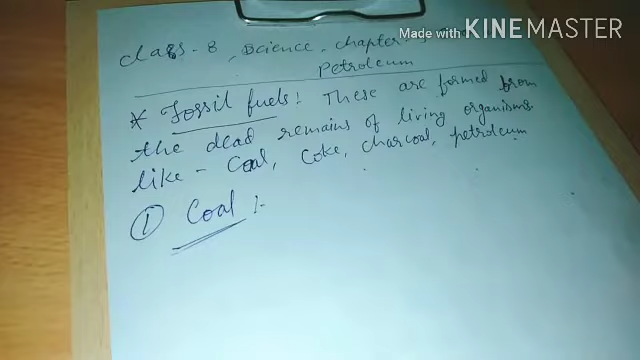 Made with KINEMASTER
Class - 8, Science, chapter :
Petroleum
* Fossil fuels! These are formed from
the dead remains of living organisms
like - Coal, Coke, charcoal, petroleum
① Coal :-